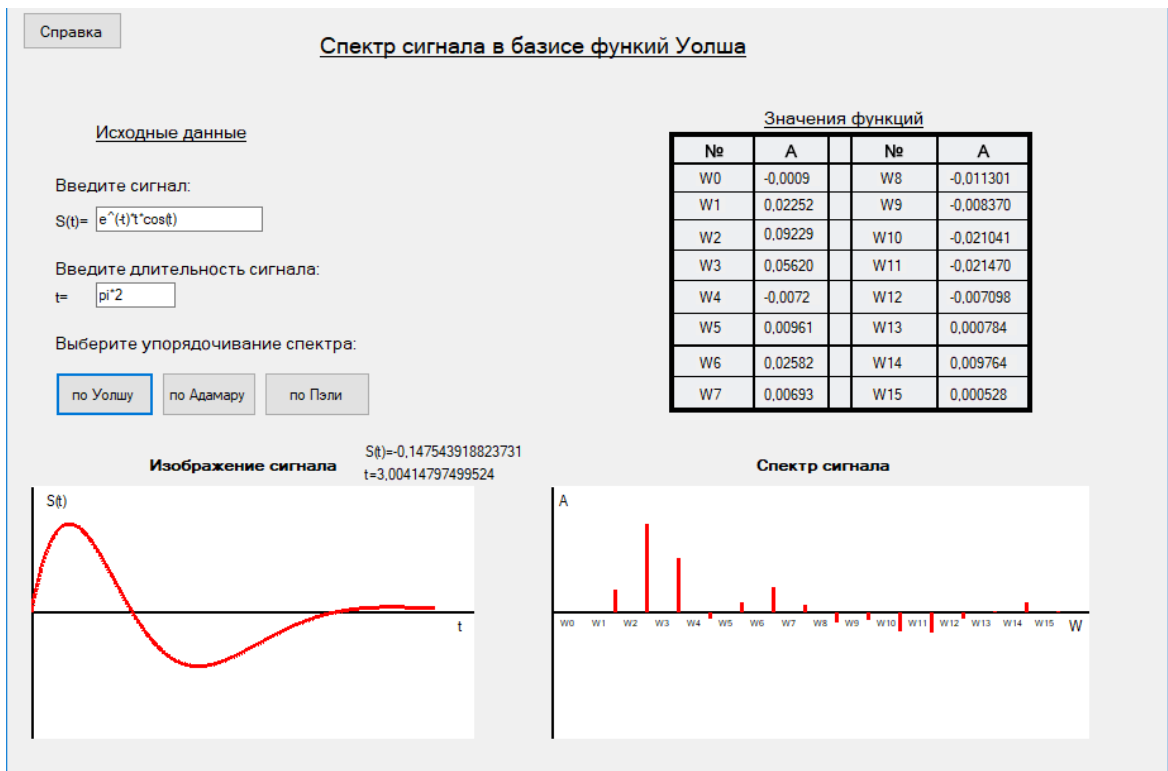 Справка
Спектр сигнала в базисе функий Уолша
Исходные данные
Введите сигнал:
S(t)= e^(-t)*t*cos(t)
Введите длительность сигнала:
t= pi*2
Выберите упорядочивание спектра:
по Уолшу по Адамару по Пэли
Значения функций
№ А № А
W0 -0,0009 W8 -0,011301
W1 0,02252 W9 -0,008370
W2 0,09229 W10 -0,021041
W3 0,05620 W11 -0,021470
W4 -0,0072 W12 -0,007098
W5 0,00961 W13 0,000784
W6 0,02582 W14 0,009764
W7 0,00693 W15 0,000528
Изображение сигнала
S(t)=-0,147543918823731
t=3,00414797499524
S(t)
t
Спектр сигнала
A
W0 W1 W2 W3 W4 W5 W6 W7 W8 W9 W10 W11 W12 W13 W14 W15 W